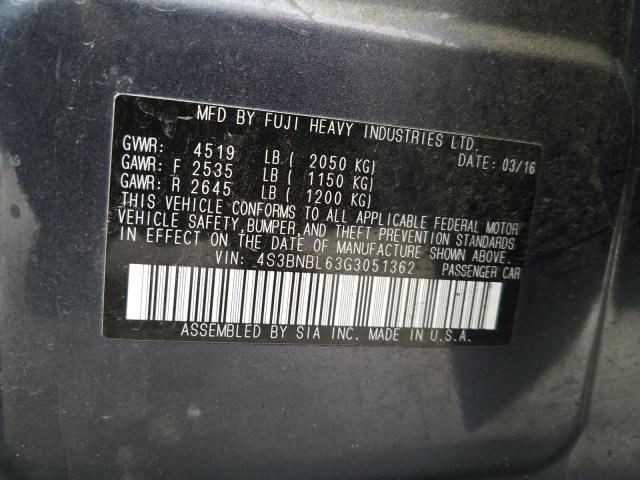 MFD BY FUJI HEAVY INDUSTRIES LTD.
GVWR: 4519 LB ( 2050 KG) DATE: 03/16
GAWR: F 2535 LB ( 1150 KG)
GAWR: R 2645 LB ( 1200 KG)
THIS VEHICLE CONFORMS TO ALL APPLICABLE FEDERAL MOTOR
VEHICLE SAFETY, BUMPER, AND THEFT PREVENTION STANDARDS
IN EFFECT ON THE DATE OF MANUFACTURE SHOWN ABOVE.
VIN: 4S3BNBL63G3051362 PASSENGER CAR
ASSEMBLED BY SIA INC. MADE IN U.S.A.